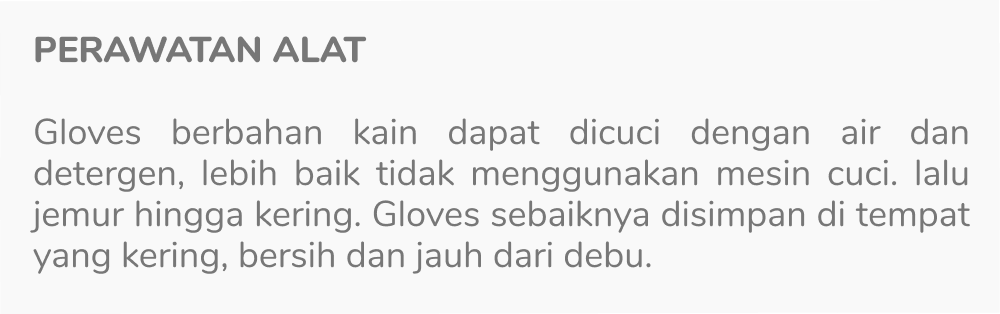 PERAWATAN ALAT
Gloves berbahan kain dapat dicuci dengan air dan
detergen, lebih baik tidak menggunakan mesin cuci. lalu
jemur hingga kering. Gloves sebaiknya disimpan di tempat
yang kering, bersih dan jauh dari debu.